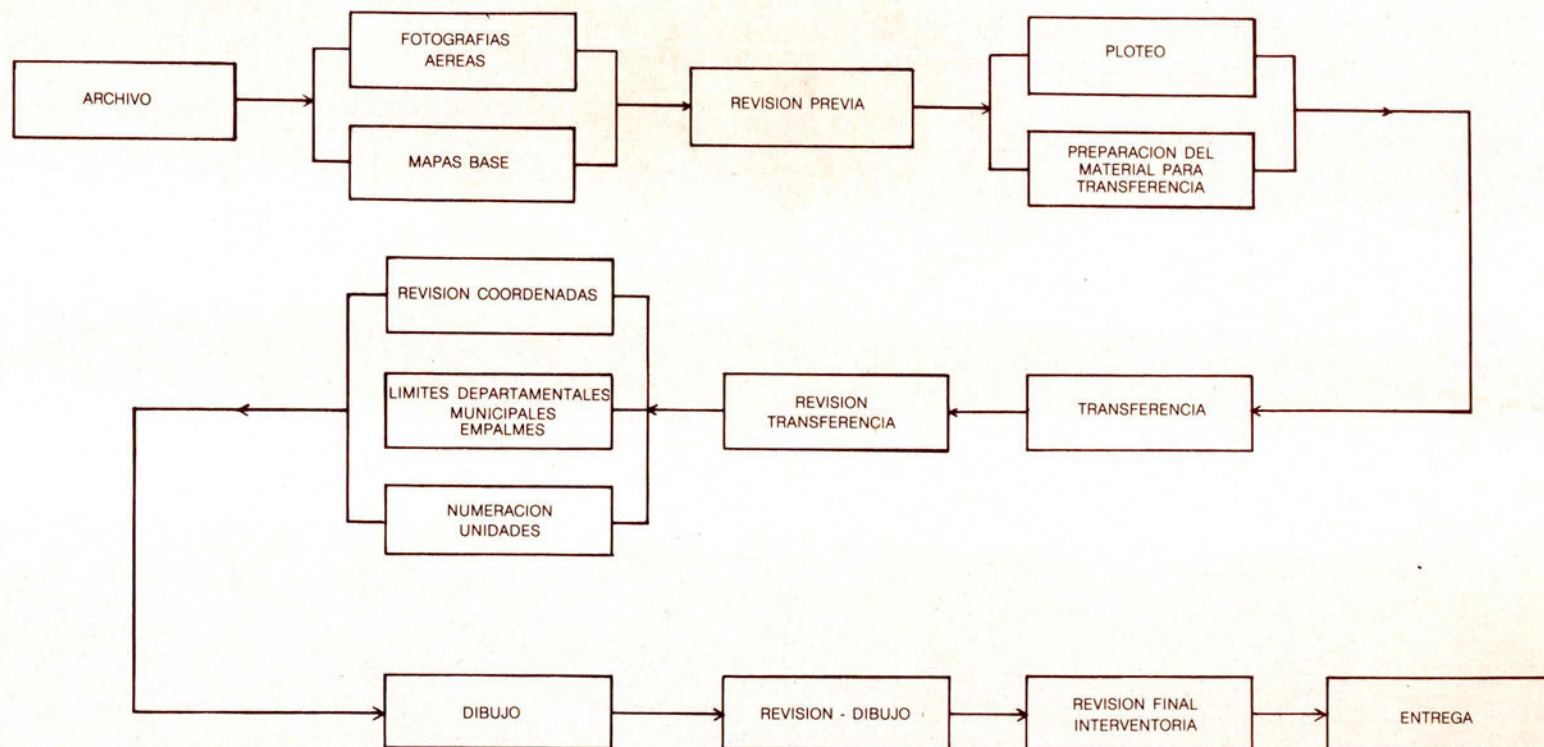 ARCHIVO
FOTOGRAFIAS
AEREAS
MAPAS BASE
REVISION PREVIA
PLOTEO
PREPARACION DEL
MATERIAL PARA
TRANSFERENCIA
REVISION COORDENADAS
LIMITES DEPARTAMENTALES
MUNICIPALES
EMPALMES
NUMERACION
UNIDADES
REVISION
TRANSFERENCIA
TRANSFERENCIA
DIBUJO
REVISION - DIBUJO
REVISION FINAL
INTERVENTORIA
ENTREGA